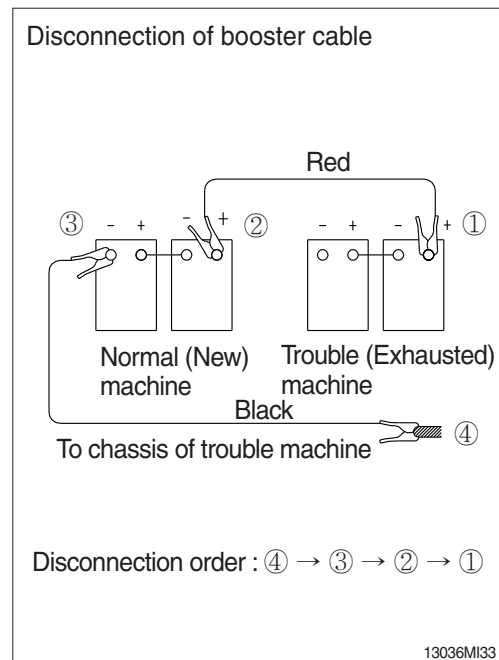 Disconnection of booster cable
Red
③ - + - + ② - + - + ①
Normal (New)
machine
Trouble (Exhausted)
machine
Black
To chassis of trouble machine
④
Disconnection order : ④ → ③ → ② → ①
13036MI33